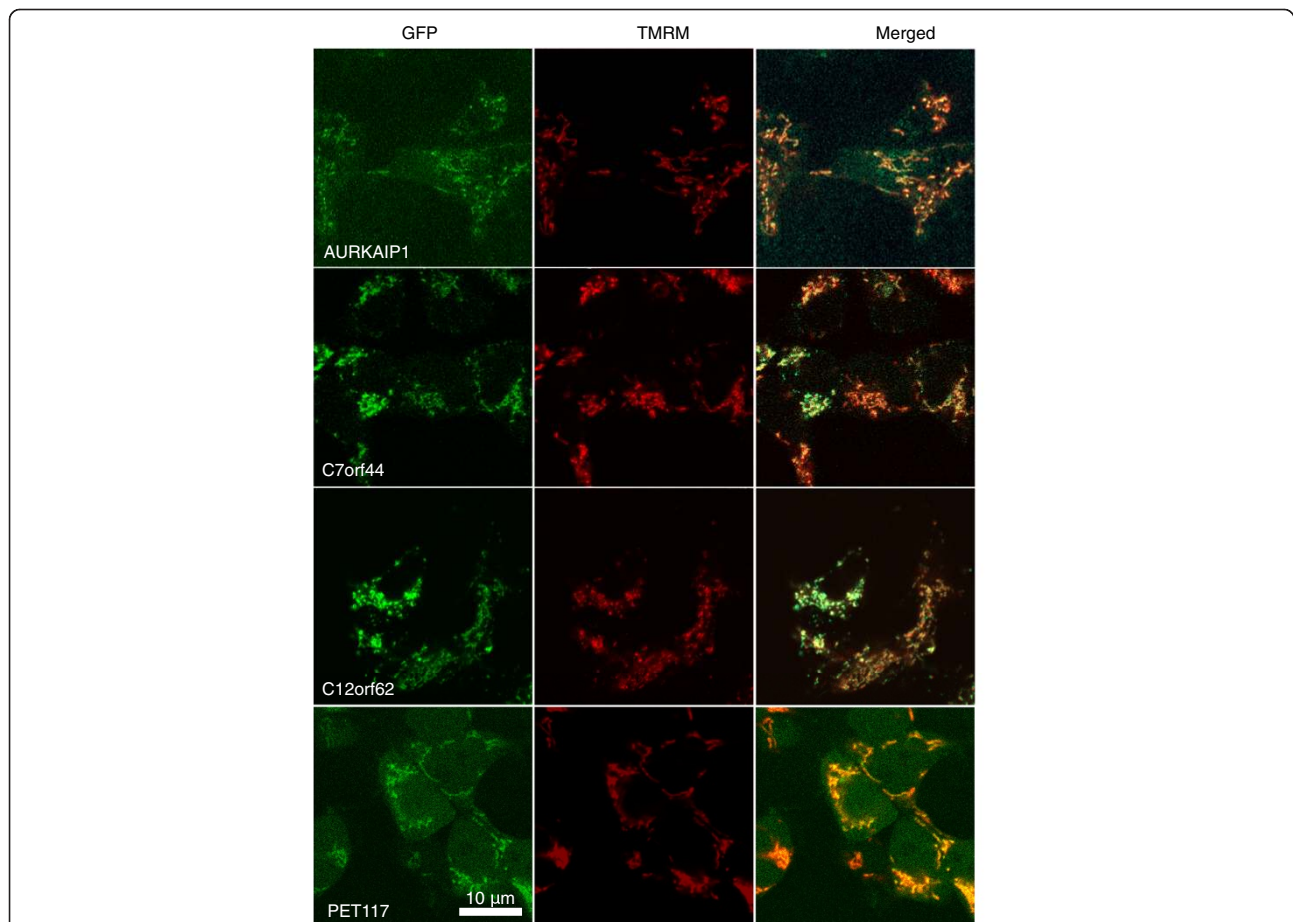 GFP TMRM Merged
AURKAIP1
C7orf44
C12orf62
PET117
10 μm